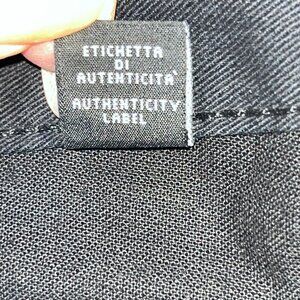 ETICHETTA
DI
AUTENTICITA'
AUTHENTICITY
LABEL